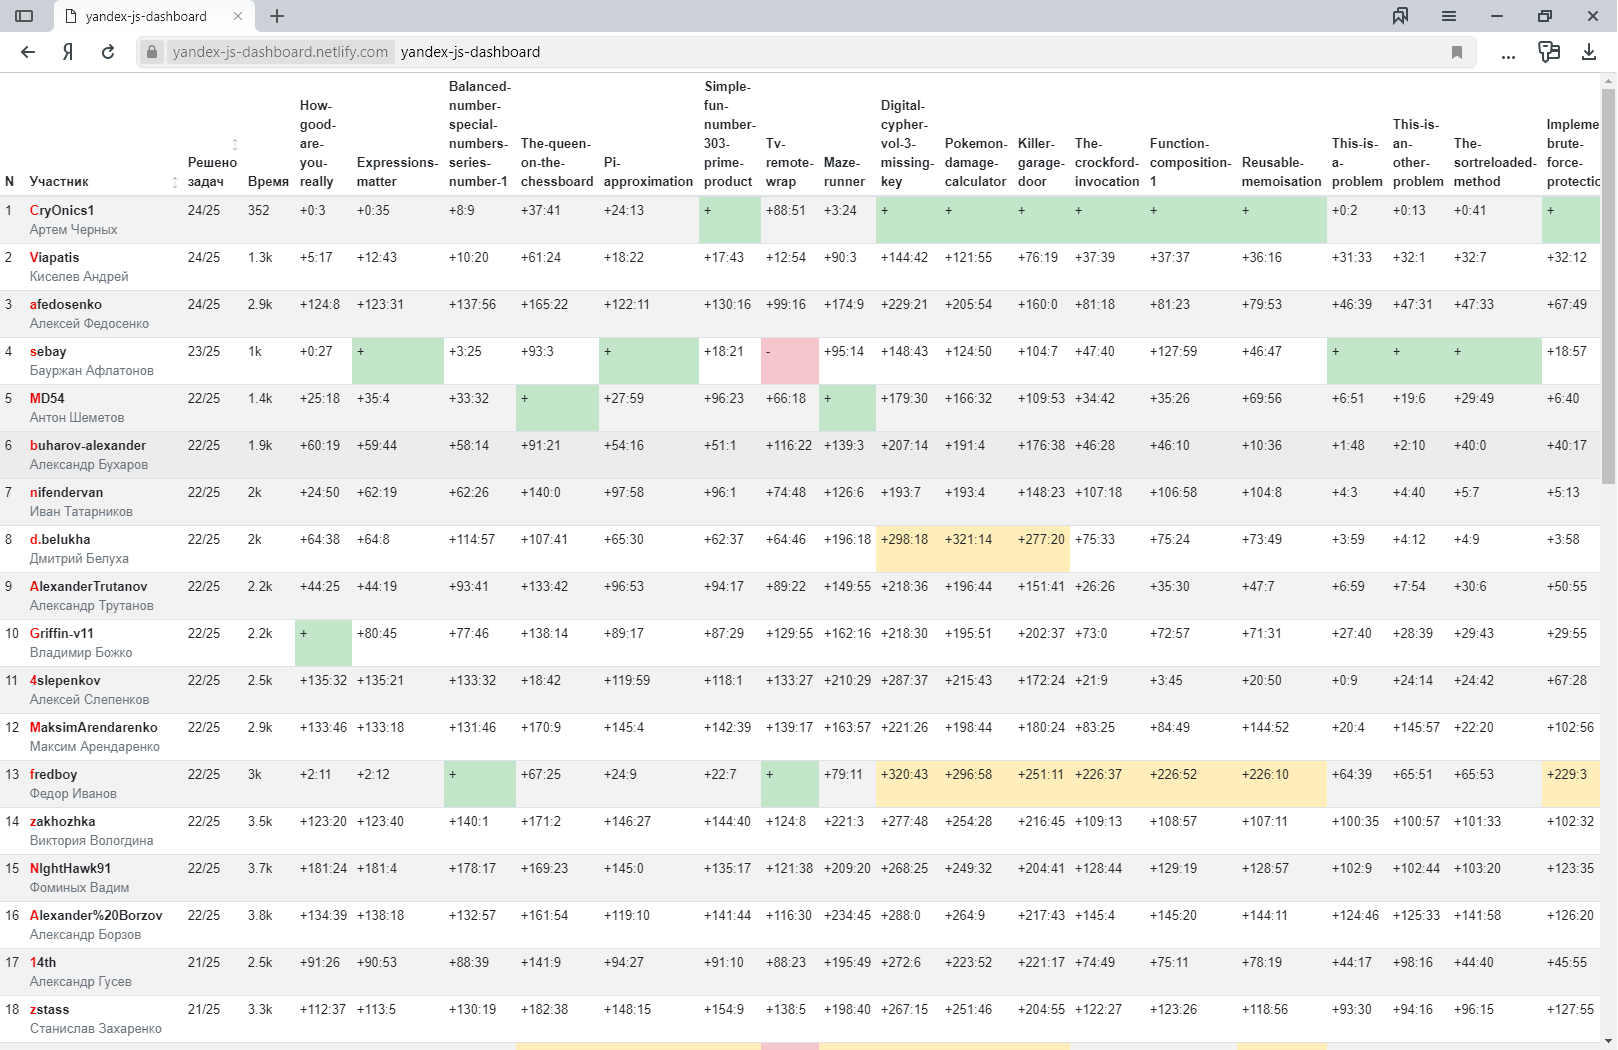 yandex-js-dashboard
yandex-js-dashboard.netlify.com yandex-js-dashboard
N Участник Решено задач Время How-good-are-you-really Expressions-matter Balanced-number-special-numbers-series-number-1 The-queen-on-the-chessboard Pi-approximation Simple-fun-number-303-prime-product Tv-remote-wrap Maze-runner Digital-cypher-vol-3-missing-key Pokemon-damage-calculator Killer-garage-door The-crockford-invocation Function-composition-1 Reusable-memoisation This-is-a-problem This-is-an-other-problem The-sortreloaded-method Impleme brute-force-protectic
1 CryOnics1 24/25 352 +0:3 +0:35 +8:9 +37:41 +24:13 + +88:51 +3:24 + + + + + + +0:2 +0:13 +0:41 +
Артем Черных
2 Viapatis 24/25 1.3k +5:17 +12:43 +10:20 +61:24 +18:22 +17:43 +12:54 +90:3 +144:42 +121:55 +76:19 +37:39 +37:37 +36:16 +31:33 +32:1 +32:7 +32:12
Киселев Андрей
3 afedosenko 24/25 2.9k +124:8 +123:31 +137:56 +165:22 +122:11 +130:16 +99:16 +174:9 +229:21 +205:54 +160:0 +81:18 +81:23 +79:53 +46:39 +47:31 +47:33 +67:49
Алексей Федосенко
4 sebay 23/25 1k +0:27 + +3:25 +93:3 + +18:21 - +95:14 +148:43 +124:50 +104:7 +47:40 +127:59 +46:47 + + + +18:57
Бауржан Афлатонов
5 MD54 22/25 1.4k +25:18 +35:4 +33:32 + +27:59 +96:23 +66:18 + +179:30 +166:32 +109:53 +34:42 +35:26 +69:56 +6:51 +19:6 +29:49 +6:40
Антон Шеметов
6 buharov-alexander 22/25 1.9k +60:19 +59:44 +58:14 +91:21 +54:16 +51:1 +116:22 +139:3 +207:14 +191:4 +176:38 +46:28 +46:10 +10:36 +1:48 +2:10 +40:0 +40:17
Александр Бухаров
7 nifendervan 22/25 2k +24:50 +62:19 +62:26 +140:0 +97:58 +96:1 +74:48 +126:6 +193:7 +193:4 +148:23 +107:18 +106:58 +104:8 +4:3 +4:40 +5:7 +5:13
Иван Татарников
8 d.belukha 22/25 2k +64:38 +64:8 +114:57 +107:41 +65:30 +62:37 +64:46 +196:18 +298:18 +321:14 +277:20 +75:33 +75:24 +73:49 +3:59 +4:12 +4:9 +3:58
Дмитрий Белуха
9 AlexanderTrutanov 22/25 2.2k +44:25 +44:19 +93:41 +133:42 +96:53 +94:17 +89:22 +149:55 +218:36 +196:44 +151:41 +26:26 +35:30 +47:7 +6:59 +7:54 +30:6 +50:55
Александр Трутанов
10 Griffin-v11 22/25 2.2k + +80:45 +77:46 +138:14 +89:17 +87:29 +129:55 +162:16 +218:30 +195:51 +202:37 +73:0 +72:57 +71:31 +27:40 +28:39 +29:43 +29:55
Владимир Божко
11 4slepenkov 22/25 2.5k +135:32 +135:21 +133:32 +18:42 +119:59 +118:1 +133:27 +210:29 +287:37 +215:43 +172:24 +21:9 +3:45 +20:50 +0:9 +24:14 +24:42 +67:28
Алексей Слепенков
12 MaksimArendarenko 22/25 2.9k +133:46 +133:18 +131:46 +170:9 +145:4 +142:39 +139:17 +163:57 +221:26 +198:44 +180:24 +83:25 +84:49 +144:52 +20:4 +145:57 +22:20 +102:56
Максим Арендаренко
13 fredboy 22/25 3k +2:11 +2:12 + +67:25 +24:9 +22:7 + +79:11 +320:43 +296:58 +251:11 +226:37 +226:52 +226:10 +64:39 +65:51 +65:53 +229:3
Федор Иванов
14 zakhozhka 22/25 3.5k +123:20 +123:40 +140:1 +171:2 +146:27 +144:40 +124:8 +221:3 +277:48 +254:28 +216:45 +109:13 +108:57 +107:11 +100:35 +100:57 +101:33 +102:32
Виктория Вологдина
15 NIghtHawk91 22/25 3.7k +181:24 +181:4 +178:17 +169:23 +145:0 +135:17 +121:38 +209:20 +268:25 +249:32 +204:41 +128:44 +129:19 +128:57 +102:9 +102:44 +103:20 +123:35
Фоминых Вадим
16 Alexander%20Borzov 22/25 3.8k +134:39 +138:18 +132:57 +161:54 +119:10 +141:44 +116:30 +234:45 +288:0 +264:9 +217:43 +145:4 +145:20 +144:11 +124:46 +125:33 +141:58 +126:20
Александр Борзов
17 14th 21/25 2.5k +91:26 +90:53 +88:39 +141:9 +94:27 +91:10 +88:23 +195:49 +272:6 +223:52 +221:17 +74:49 +75:11 +78:19 +44:17 +98:16 +44:40 +45:55
Александр Гусев
18 zstass 21/25 3.3k +112:37 +113:5 +130:19 +182:38 +148:15 +154:9 +138:5 +198:40 +267:15 +251:46 +204:55 +122:27 +123:26 +118:56 +93:30 +94:16 +96:15 +127:55
Станислав Захаренко